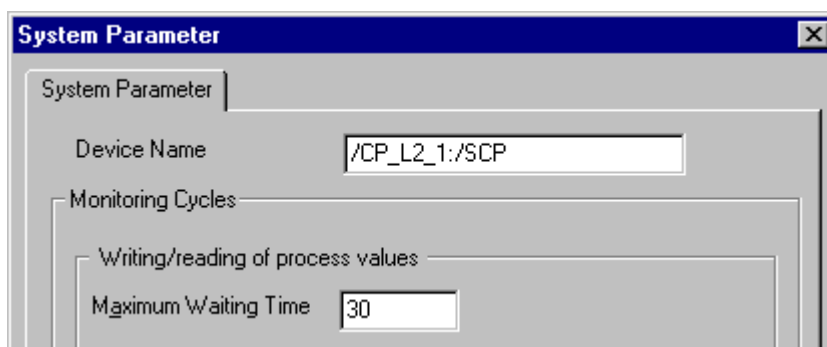 System Parameter
System Parameter
Device Name /CP_L2_1:/SCP
Monitoring Cycles
Writing/reading of process values
Maximum Waiting Time 30